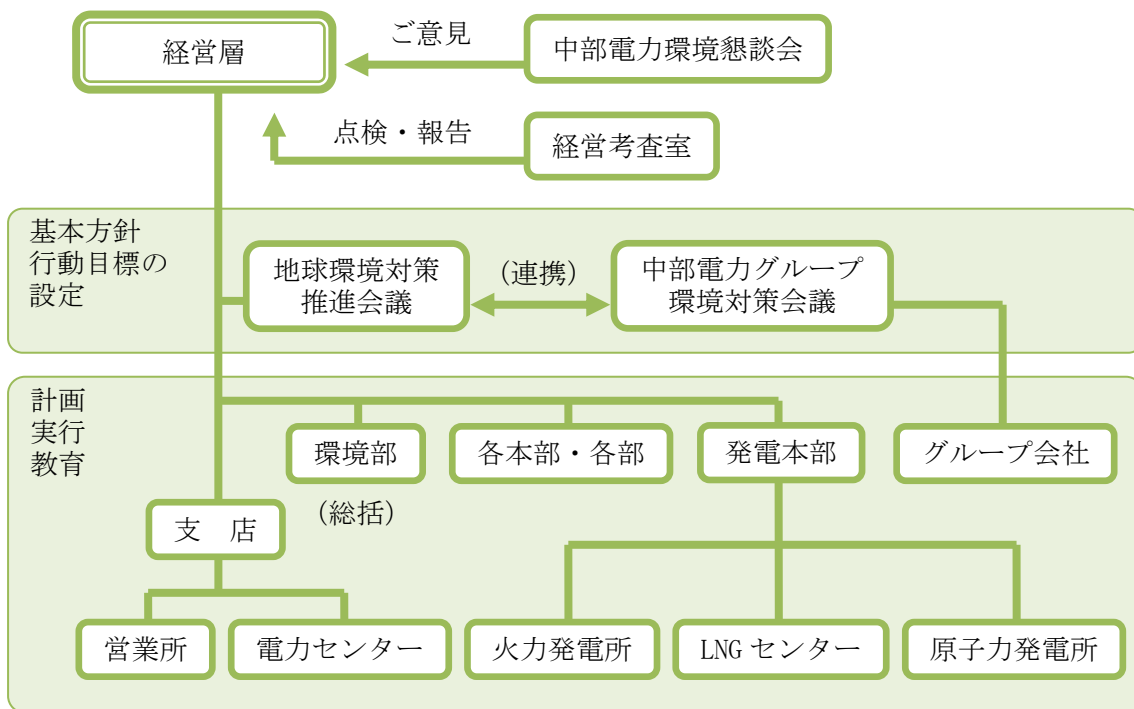 経営層
ご意見
中部電力環境懇談会
点検・報告
経営考査室
基本方針
行動目標の
設定
地球環境対策
推進会議
(連携)
中部電力グループ
環境対策会議
計画
実行
教育
環境部
各本部・各部
発電本部
グループ会社
(総括)
支　店
営業所
電力センター
火力発電所
LNG センター
原子力発電所